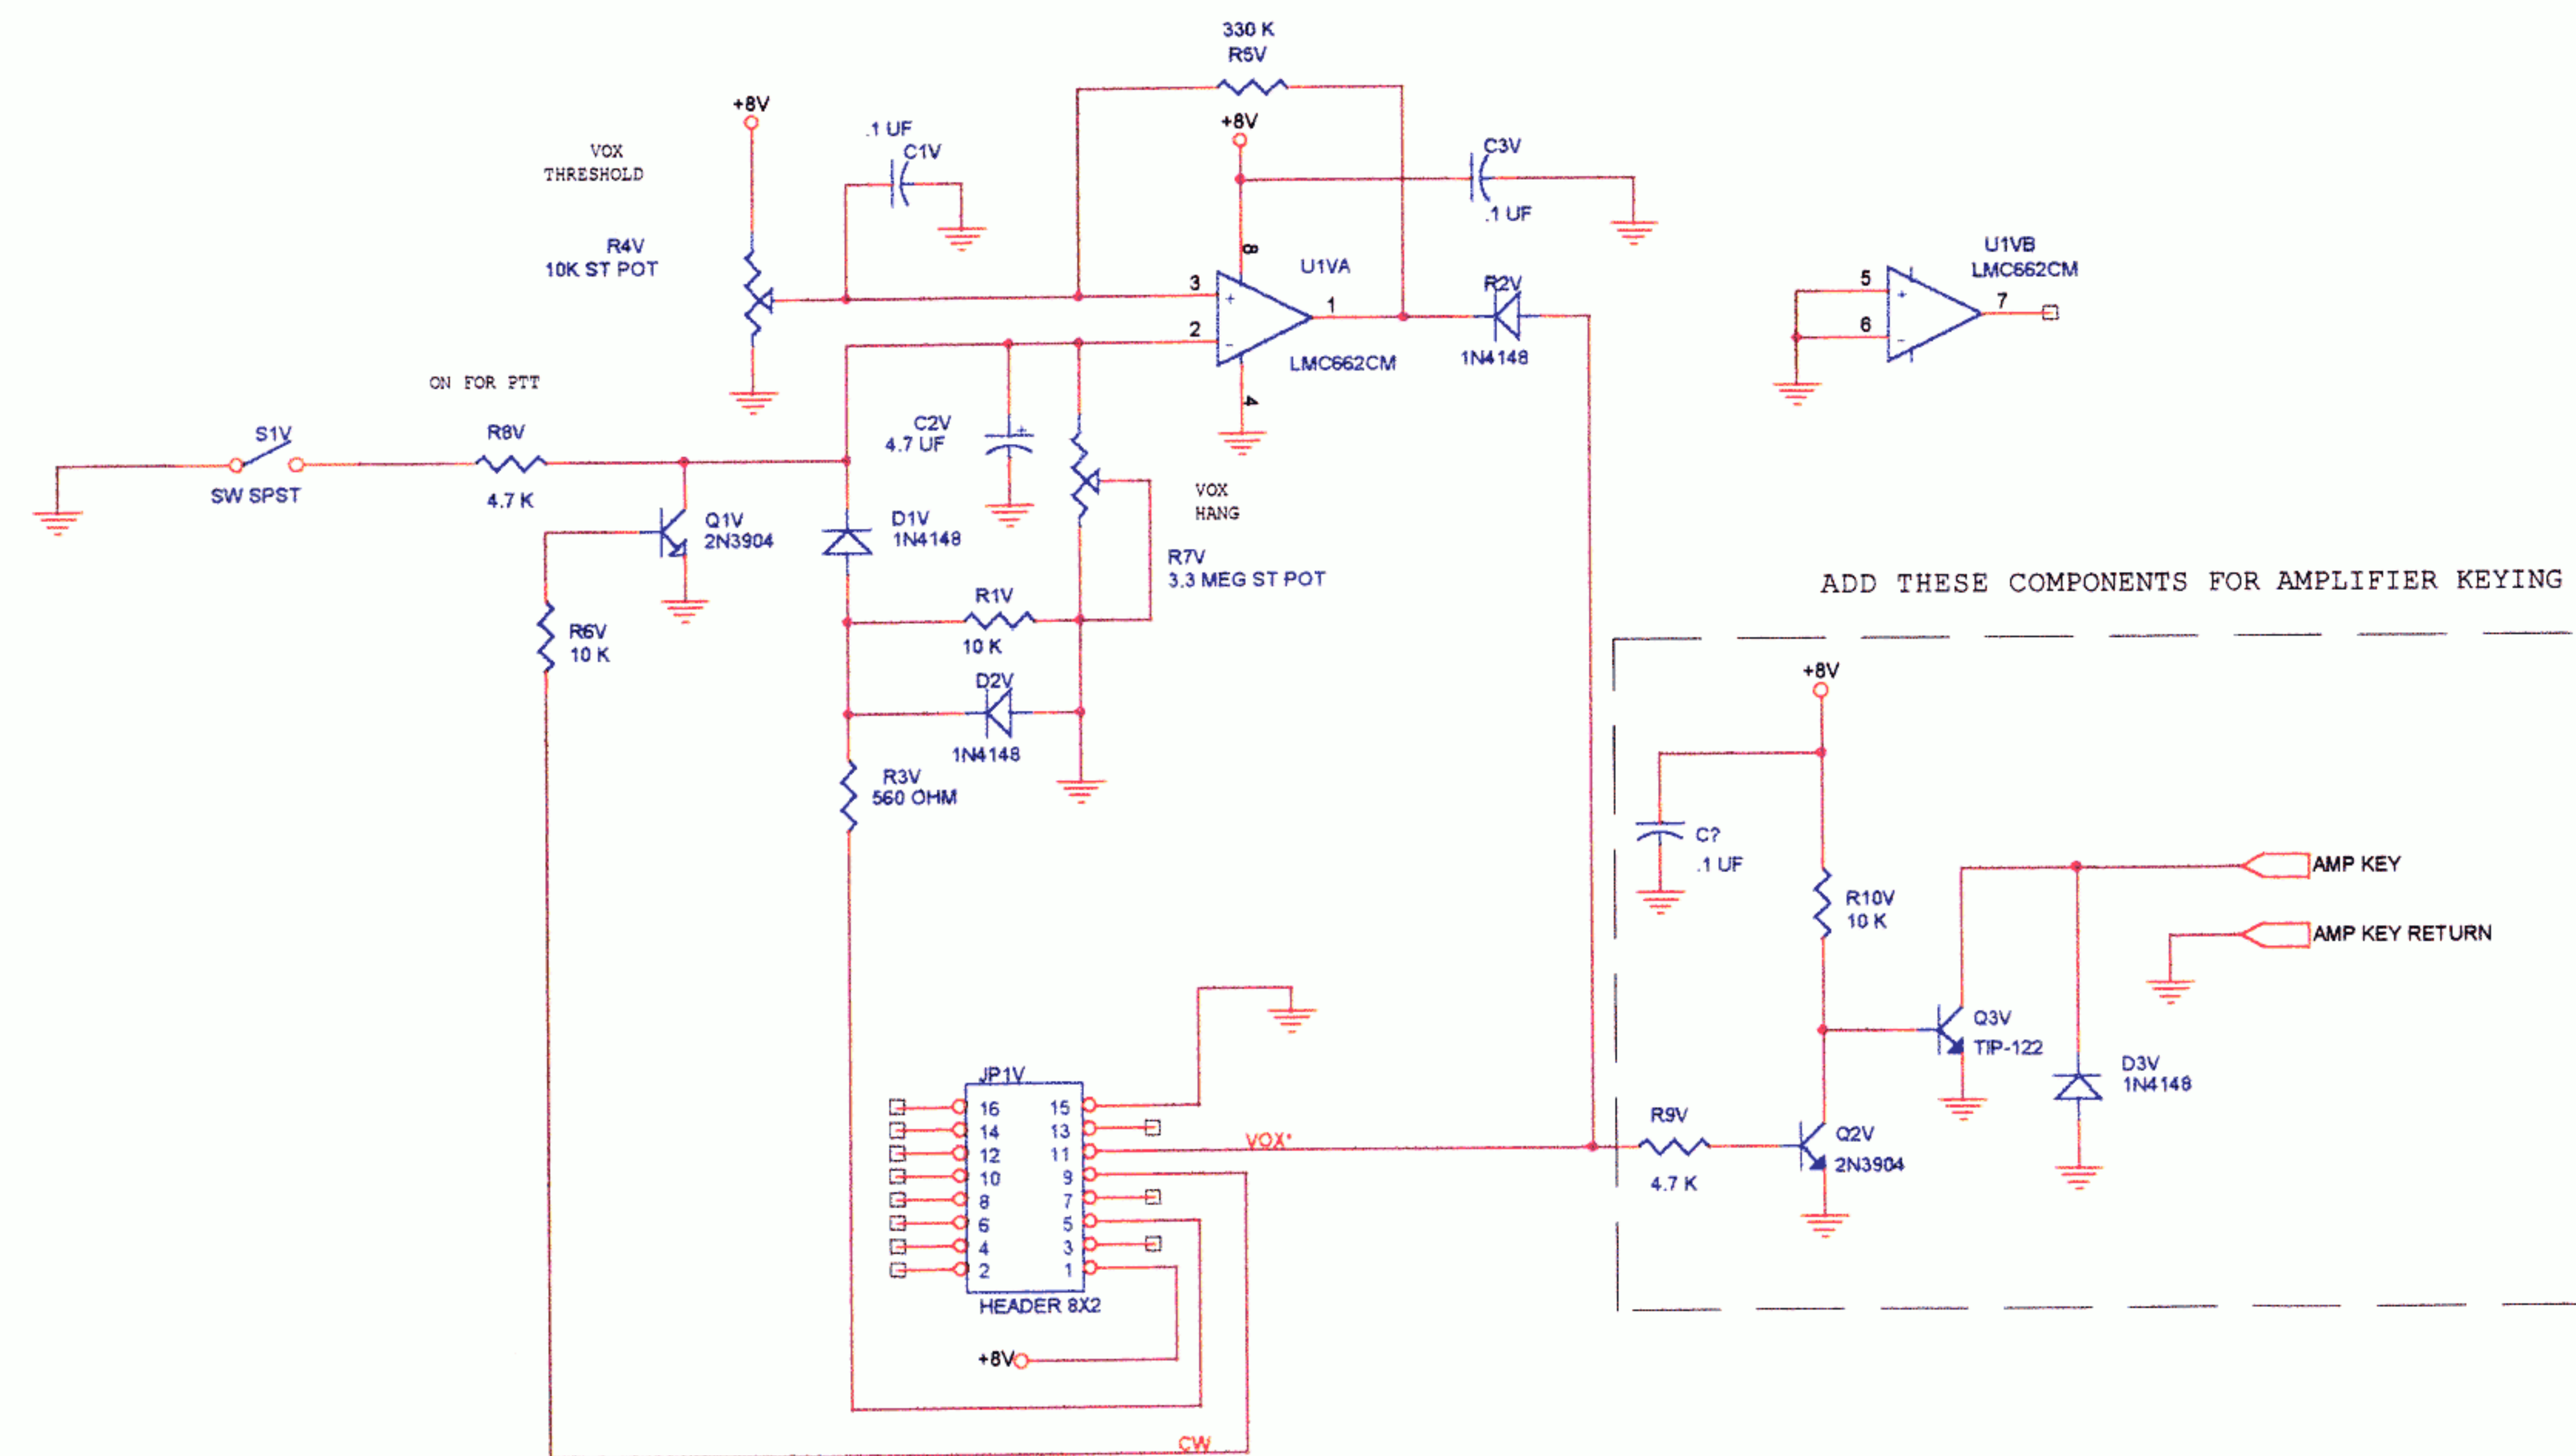 330 K
R5V
+8V
+8V
.1 UF
C1V
C3V
.1 UF
VOX
THRESHOLD
R4V
10K ST POT
8
U1VA
3
+
1
2
-
LMC662CM
4
R2V
1N4148
U1VB
LMC662CM
5
+
7
6
-
ON FOR PTT
S1V
SW SPST
R8V
4.7 K
C2V
4.7 UF
+
Q1V
2N3904
D1V
1N4148
VOX
HANG
R7V
3.3 MEG ST POT
R1V
10 K
R6V
10 K
D2V
1N4148
R3V
560 OHM
ADD THESE COMPONENTS FOR AMPLIFIER KEYING
+8V
C?
.1 UF
R10V
10 K
AMP KEY
AMP KEY RETURN
Q3V
TIP-122
D3V
1N4148
R9V
4.7 K
Q2V
2N3904
JP1V
16 15
14 13
12 11
10 9
8 7
6 5
4 3
2 1
HEADER 8X2
VOX*
+8V
CW